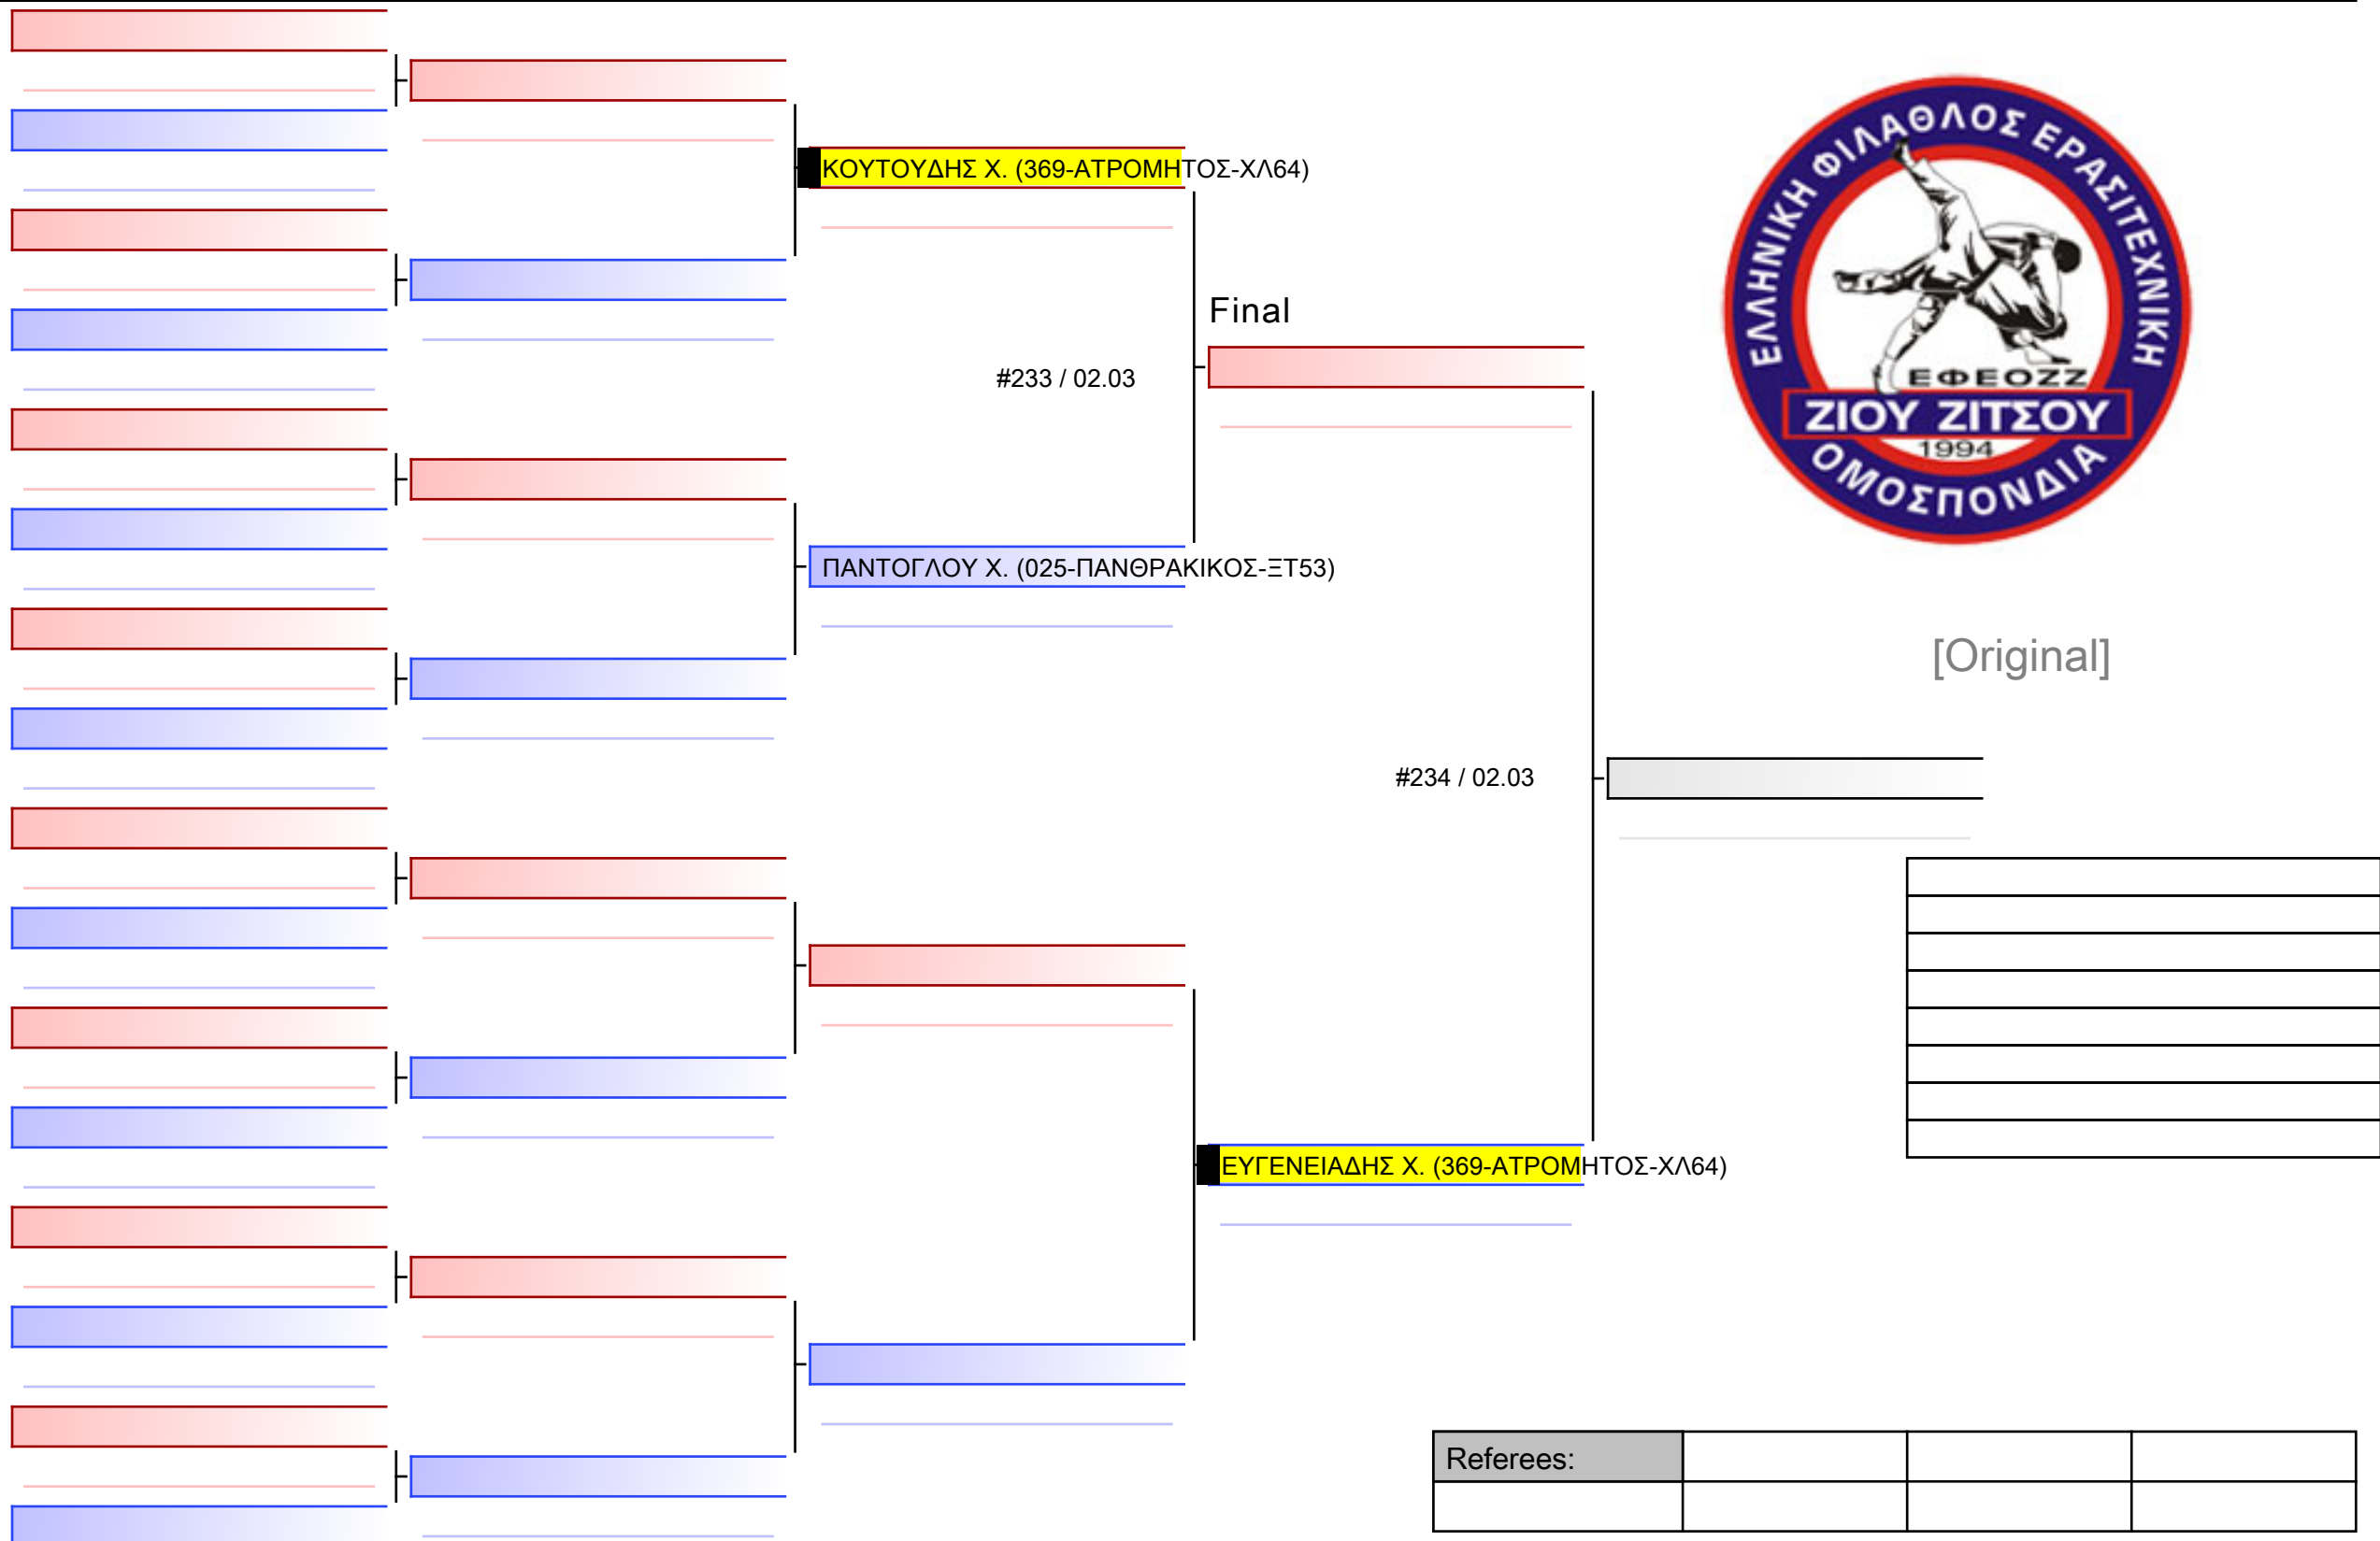 ΚΟΥΤΟΥΔΗΣ Χ. (369-ΑΤΡΟΜΗΤΟΣ-ΧΛ64)
ΕΛΛΗΝΙΚΗ ΦΙΛΑΘΛΟΣ ΕΡΑΣΙΤΕΧΝΙΚΗ
ΕΦΕΟΖΖ
ΖΙΟΥ ΖΙΤΣΟΥ
1994
ΟΜΟΣΠΟΝΔΙΑ
Final
#233 / 02.03
ΠΑΝΤΟΓΛΟΥ Χ. (025-ΠΑΝΘΡΑΚΙΚΟΣ-ΞΤ53)
[Original]
#234 / 02.03
ΕΥΓΕΝΕΙΑΔΗΣ Χ. (369-ΑΤΡΟΜΗΤΟΣ-ΧΛ64)
Referees: